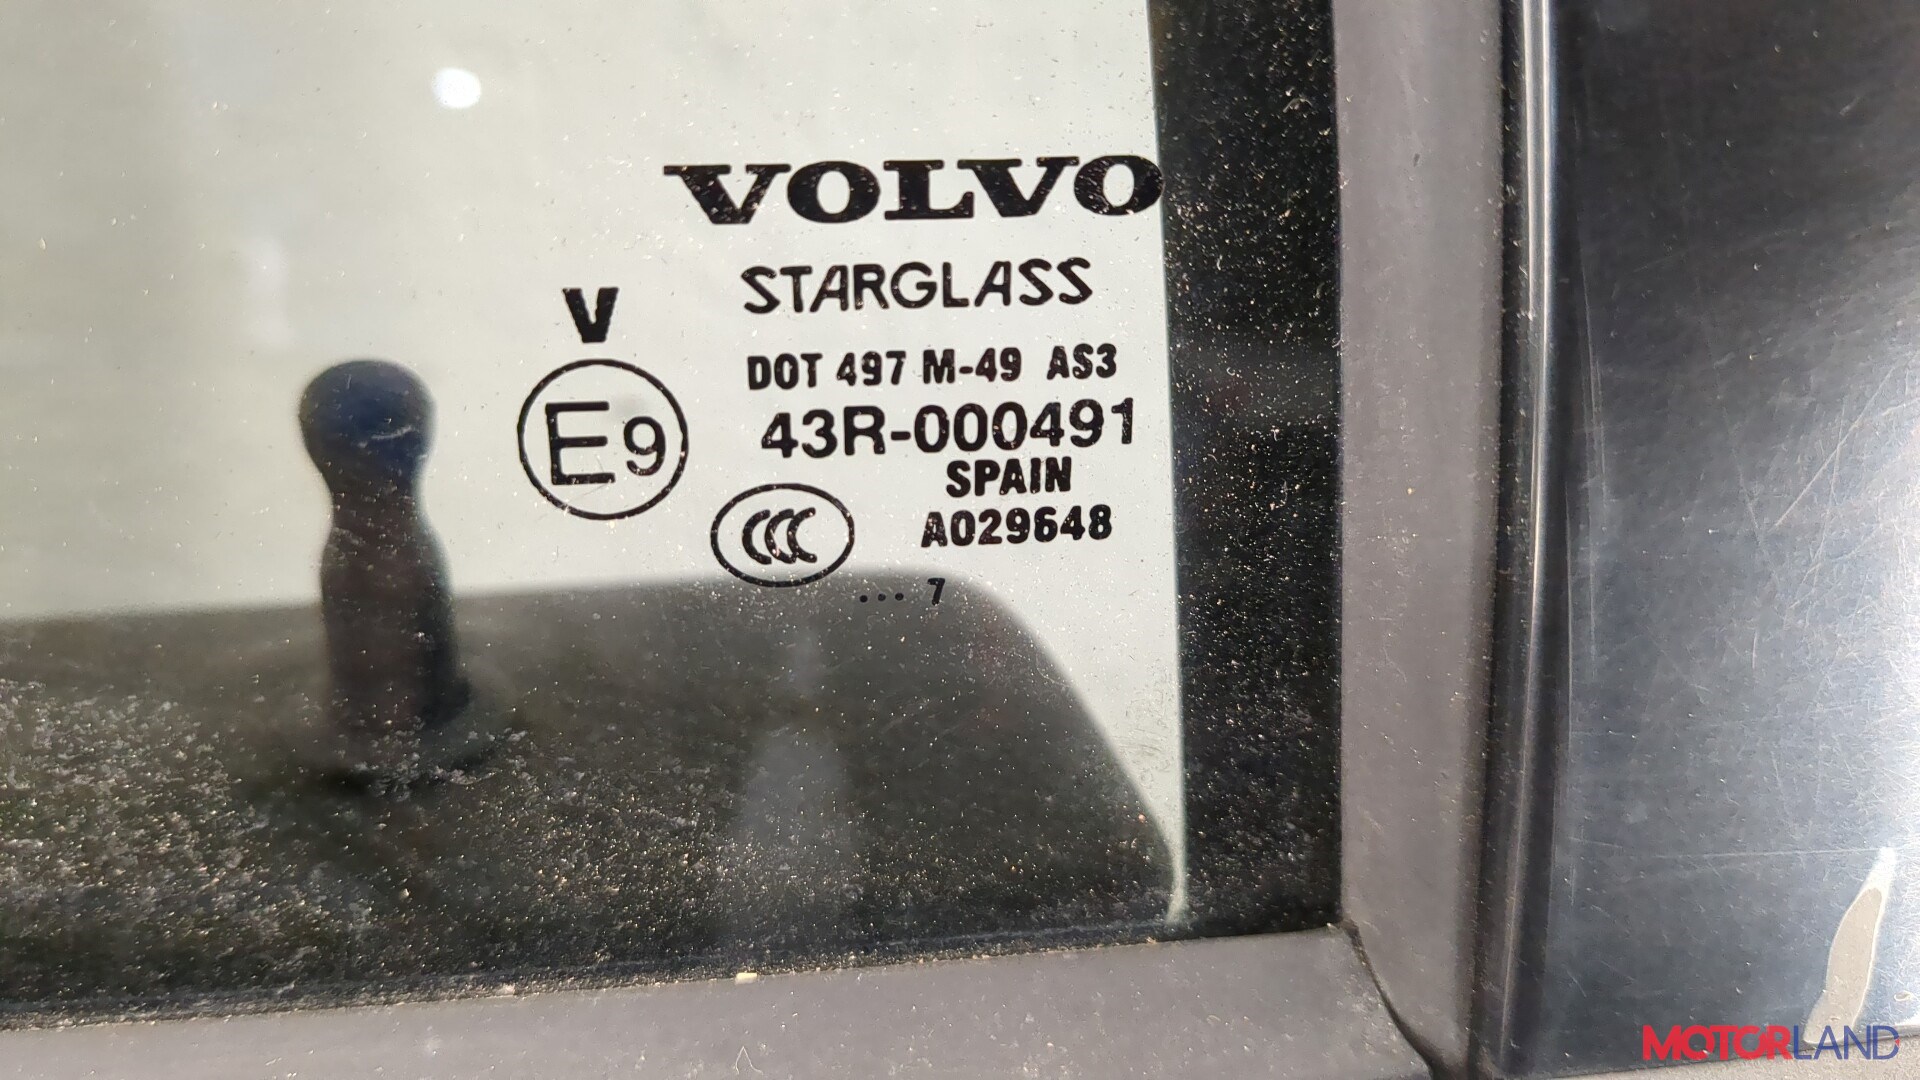 VOLVO
STARGLASS
V
DOT 497 M-49 AS3
E9
43R-000491
SPAIN
CCC
A029648
... 7
MOTORLAND